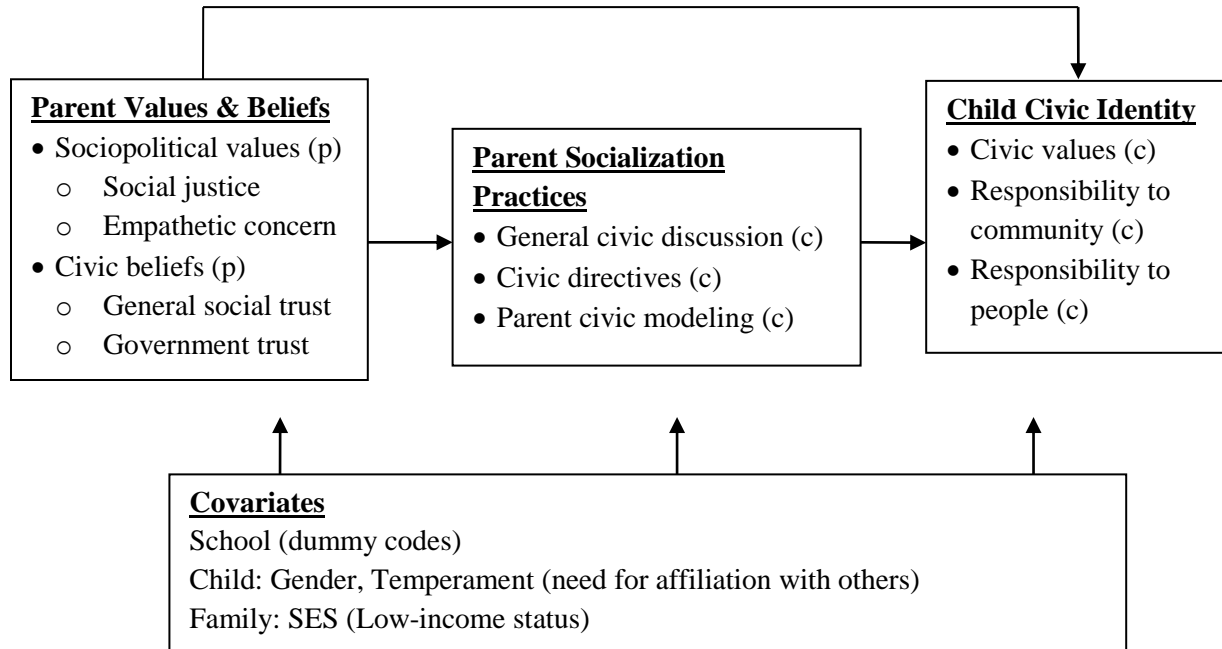 Parent Values & Beliefs
• Sociopolitical values (p)
o Social justice
o Empathetic concern
• Civic beliefs (p)
o General social trust
o Government trust
Parent Socialization
Practices
• General civic discussion (c)
• Civic directives (c)
• Parent civic modeling (c)
Child Civic Identity
• Civic values (c)
• Responsibility to
community (c)
• Responsibility to
people (c)
Covariates
School (dummy codes)
Child: Gender, Temperament (need for affiliation with others)
Family: SES (Low-income status)